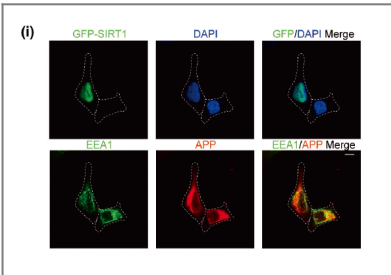 (i)
GFP-SIRT1 DAPI GFP/DAPI Merge
EEA1 APP EEA1/APP Merge